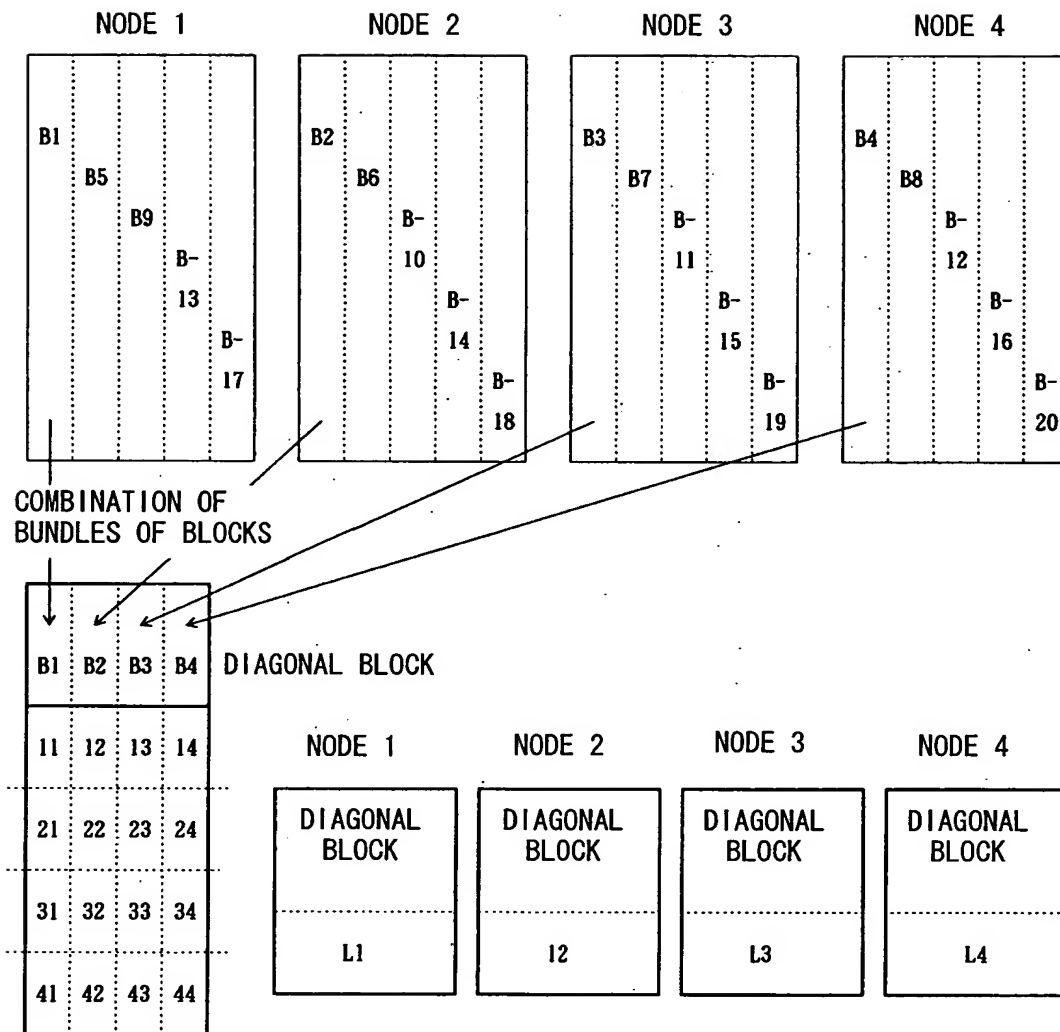 NODE 1 NODE 2 NODE 3 NODE 4
B1 B2 B3 B4
B5 B6 B7 B8
B9 B- B- B-
B- 10 11 12
13 B- B- B-
B- 14 15 16
17 B- B- B-
18 19 20
COMBINATION OF
BUNDLES OF BLOCKS
B1 B2 B3 B4 DIAGONAL BLOCK
11 12 13 14
21 22 23 24
31 32 33 34
41 42 43 44
NODE 1 NODE 2 NODE 3 NODE 4
DIAGONAL DIAGONAL DIAGONAL DIAGONAL
BLOCK BLOCK BLOCK BLOCK
L1 I2 L3 L4